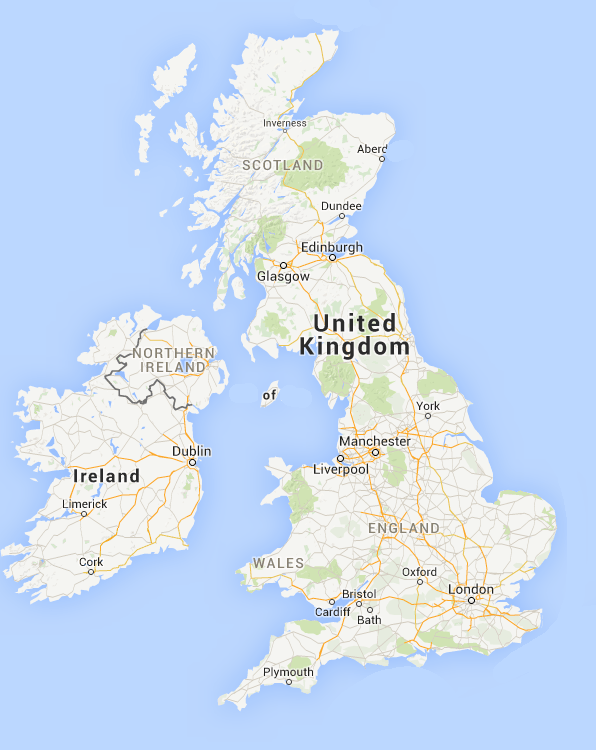 Inverness
SCOTLAND
Aberd
Dundee
Edinburgh
Glasgow
United
Kingdom
NORTHERN
IRELAND
of
York
Manchester
Liverpool
Dublin
Ireland
Limerick
ENGLAND
Cork
WALES
Oxford
London
Bristol
Cardiff
Bath
Plymouth